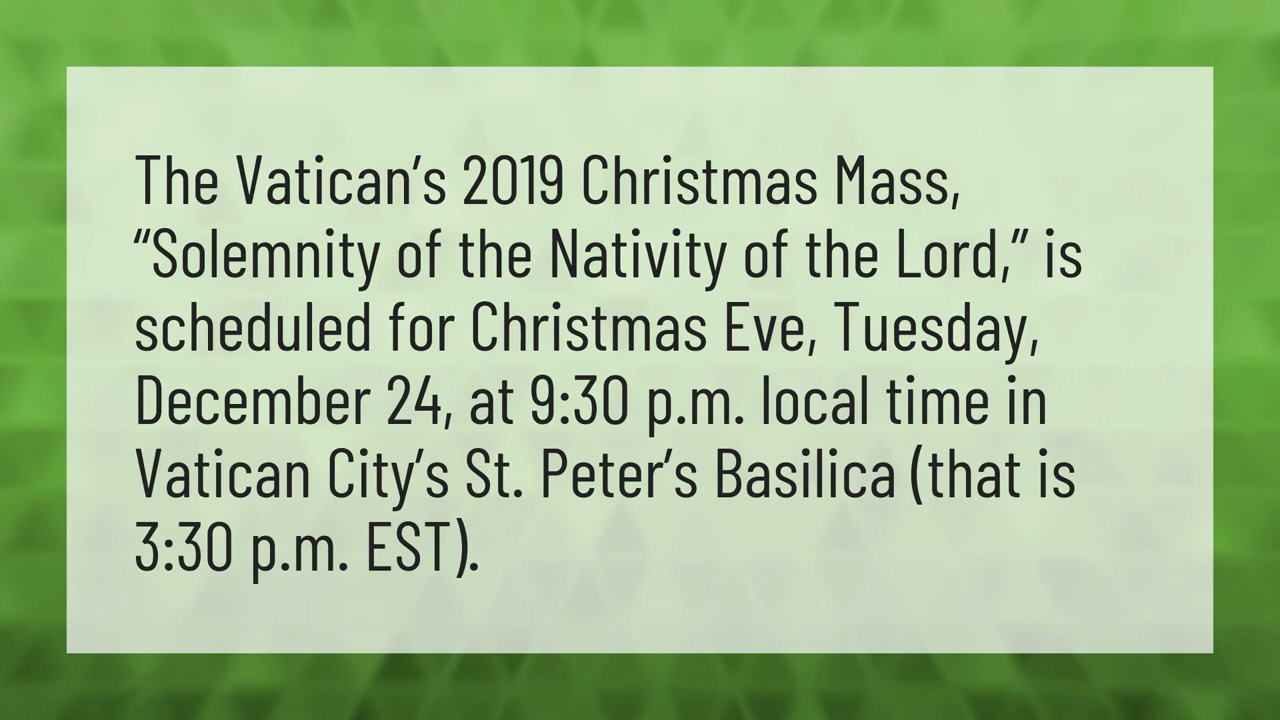 The Vatican’s 2019 Christmas Mass,
“Solemnity of the Nativity of the Lord,” is
scheduled for Christmas Eve, Tuesday,
December 24, at 9:30 p.m. local time in
Vatican City’s St. Peter’s Basilica (that is
3:30 p.m. EST).